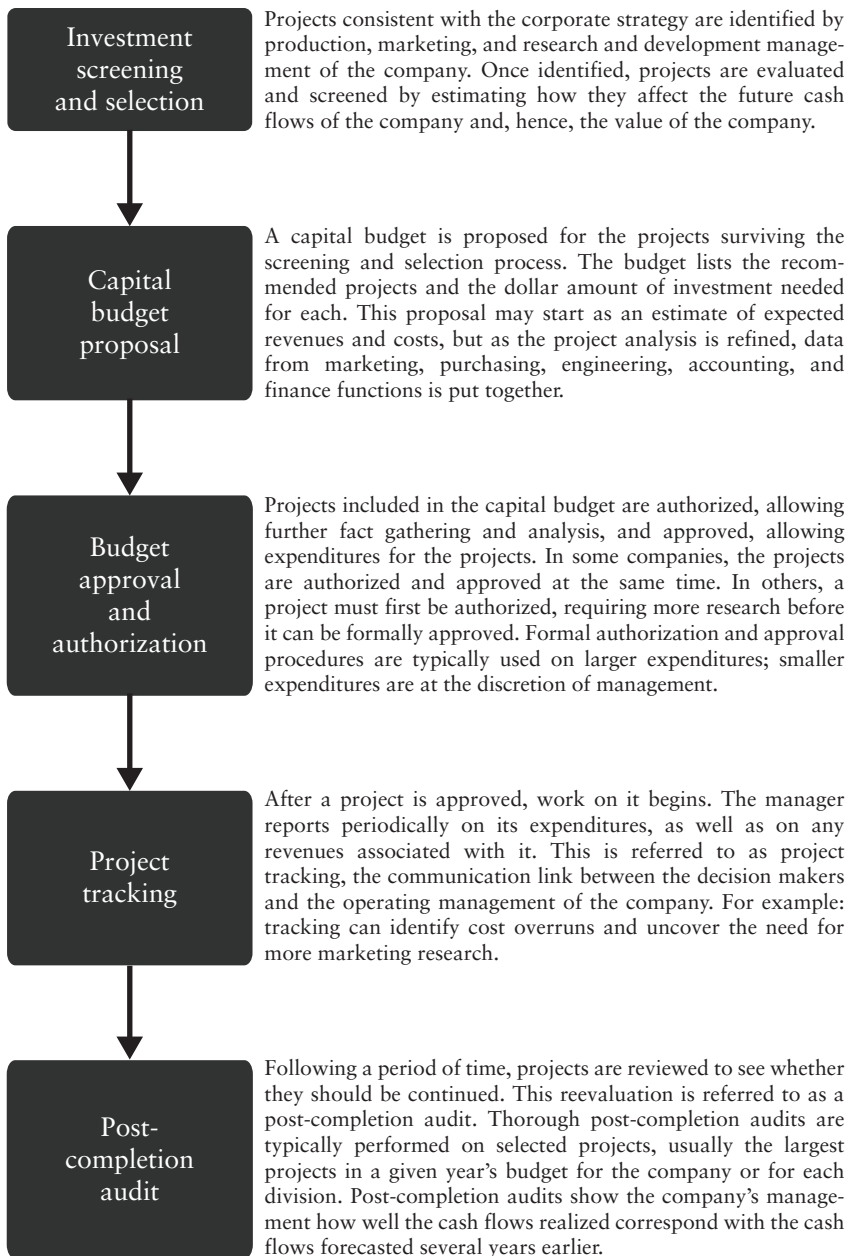 Investment
screening
and selection
Projects consistent with the corporate strategy are identified by
production, marketing, and research and development manage-
ment of the company. Once identified, projects are evaluated
and screened by estimating how they affect the future cash
flows of the company and, hence, the value of the company.
Capital
budget
proposal
A capital budget is proposed for the projects surviving the
screening and selection process. The budget lists the recom-
mended projects and the dollar amount of investment needed
for each. This proposal may start as an estimate of expected
revenues and costs, but as the project analysis is refined, data
from marketing, purchasing, engineering, accounting, and
finance functions is put together.
Budget
approval
and
authorization
Projects included in the capital budget are authorized, allowing
further fact gathering and analysis, and approved, allowing
expenditures for the projects. In some companies, the projects
are authorized and approved at the same time. In others, a
project must first be authorized, requiring more research before
it can be formally approved. Formal authorization and approval
procedures are typically used on larger expenditures; smaller
expenditures are at the discretion of management.
Project
tracking
After a project is approved, work on it begins. The manager
reports periodically on its expenditures, as well as on any
revenues associated with it. This is referred to as project
tracking, the communication link between the decision makers
and the operating management of the company. For example:
tracking can identify cost overruns and uncover the need for
more marketing research.
Post-
completion
audit
Following a period of time, projects are reviewed to see whether
they should be continued. This reevaluation is referred to as a
post-completion audit. Thorough post-completion audits are
typically performed on selected projects, usually the largest
projects in a given year's budget for the company or for each
division. Post-completion audits show the company's manage-
ment how well the cash flows realized correspond with the cash
flows forecasted several years earlier.